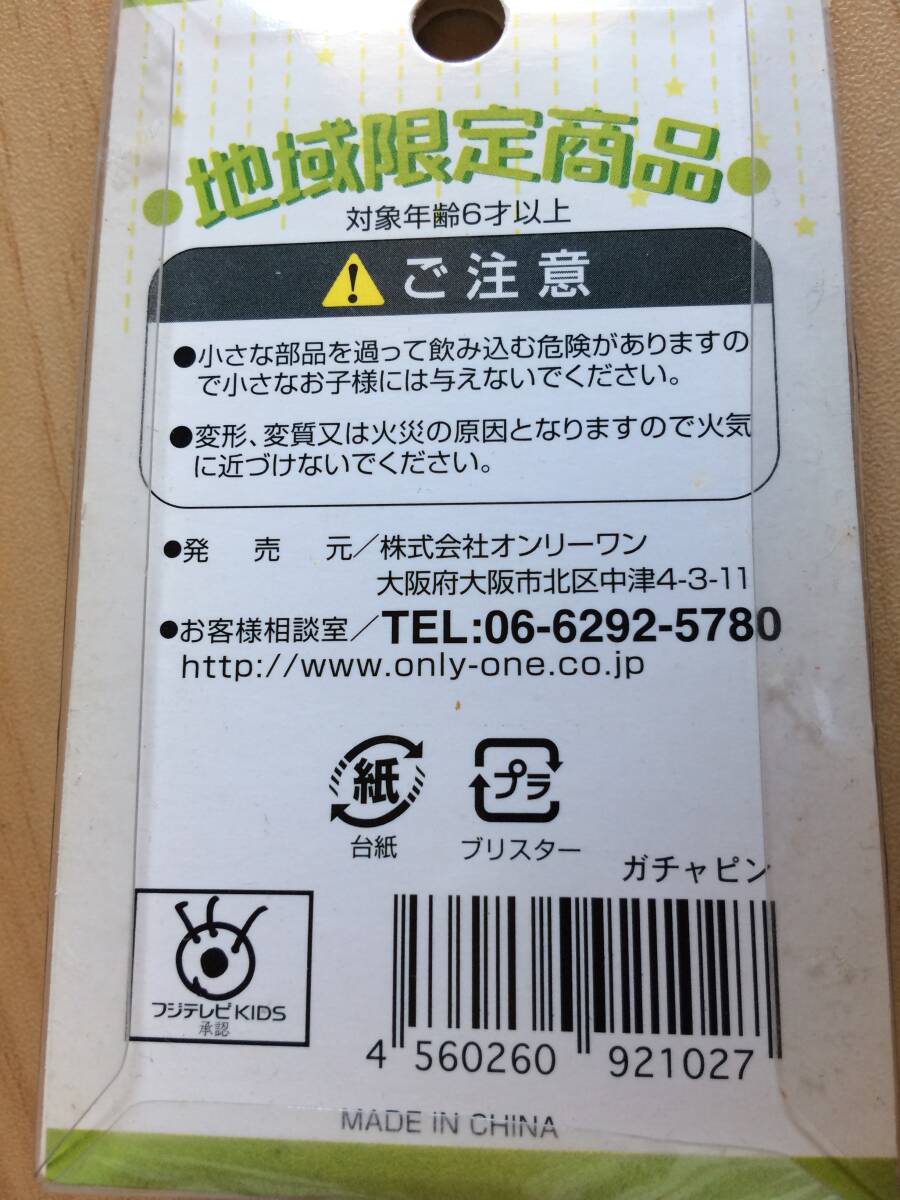 地域限定商品
対象年齢6才以上
ご注意
●小さな部品を過って飲み込む危険がありますの
で小さなお子様には与えないでください。
●変形、変質又は火災の原因となりますので火気
に近づけないでください。
●発 売 元/株式会社オンリーワン
大阪府大阪市北区中津4-3-11
●お客様相談室/TEL:06-6292-5780
http://www.only-one.co.jp
紙
プラ
台紙
ブリスター
ガチャピン
フジテレビKIDS
承認
4 560260 921027
MADE IN CHINA